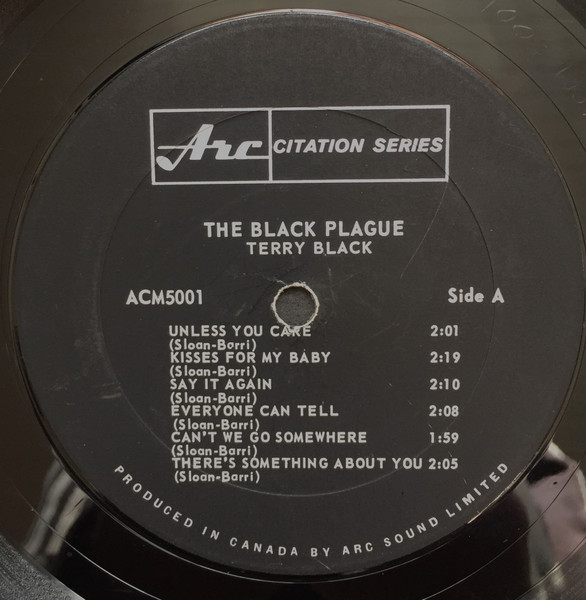 Arc CITATION SERIES
THE BLACK PLAGUE
TERRY BLACK
ACM5001 Side A
UNLESS YOU CARE 2:01
(Sloan-Barri)
KISSES FOR MY BABY 2:19
(Sloan-Barri)
SAY IT AGAIN 2:10
(Sloan-Barri)
EVERYONE CAN TELL 2:08
(Sloan-Barri)
CAN'T WE GO SOMEWHERE 1:59
(Sloan-Barri)
THERE'S SOMETHING ABOUT YOU 2:05
(Sloan-Barri)
PRODUCED IN CANADA BY ARC SOUND LIMITED